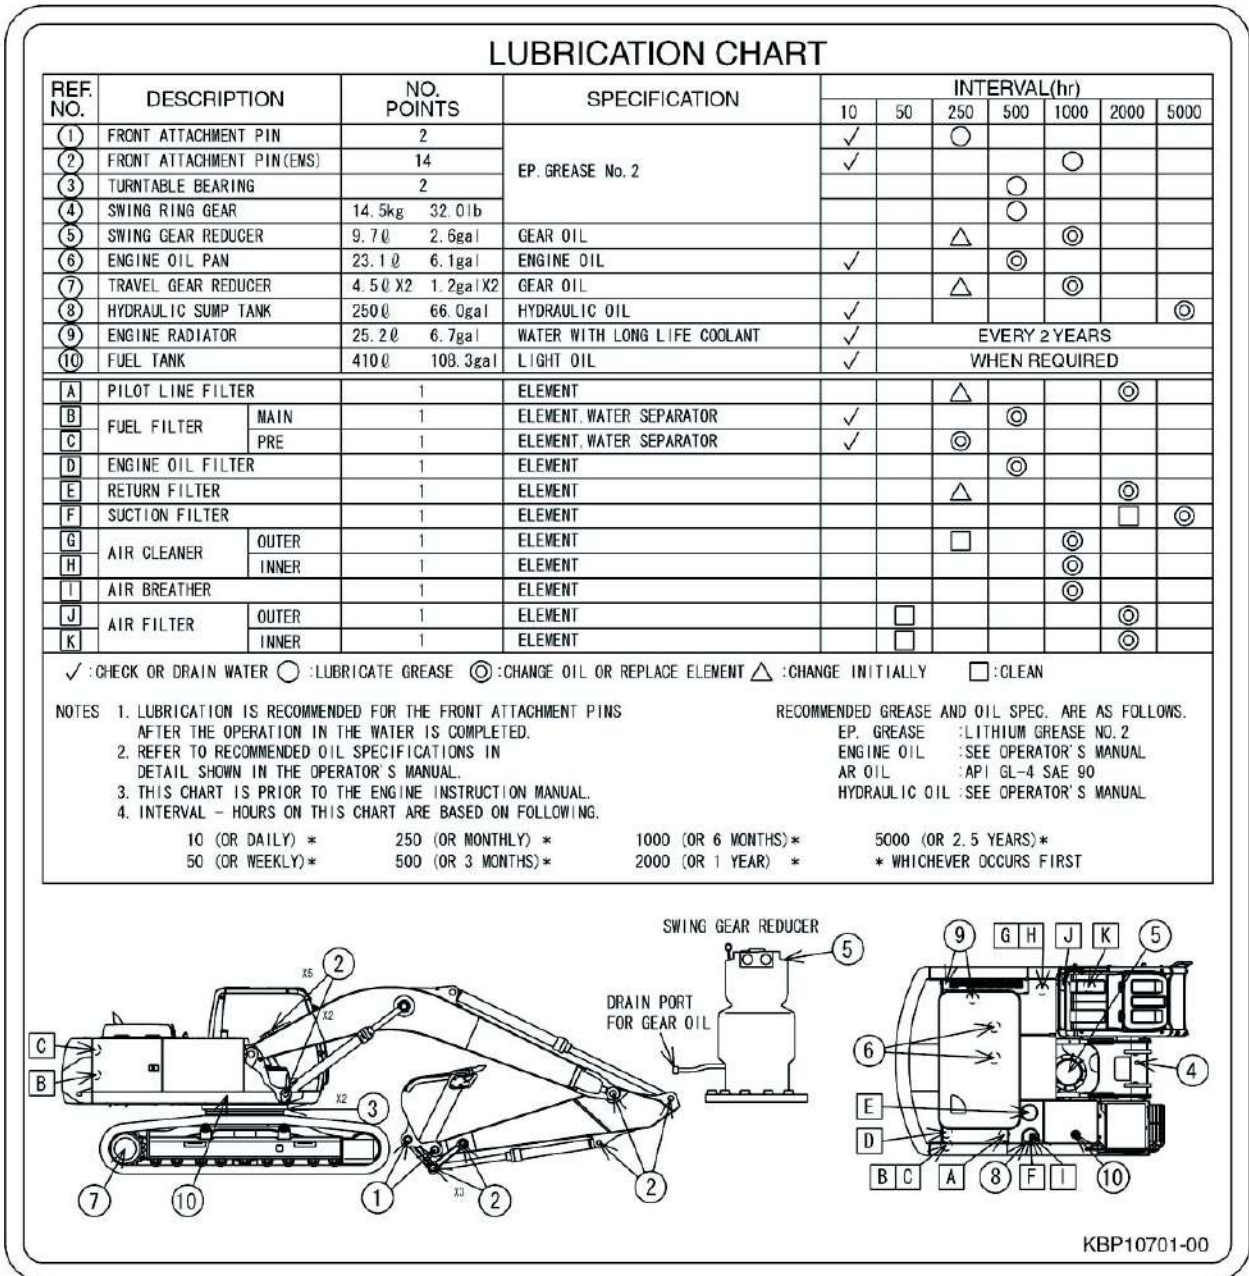 LUBRICATION CHART
REF. NO. DESCRIPTION NO. POINTS SPECIFICATION INTERVAL(hr)
10 50 250 500 1000 2000 5000
① FRONT ATTACHMENT PIN 2 EP. GREASE No. 2 ✓ ○
② FRONT ATTACHMENT PIN(EMS) 14 ✓ ○
③ TURNTABLE BEARING 2 ○
④ SWING RING GEAR 14.5kg 32.0lb ○
⑤ SWING GEAR REDUCER 9.7ℓ 2.6gal GEAR OIL △ ◎
⑥ ENGINE OIL PAN 23.1ℓ 6.1gal ENGINE OIL ✓ ◎
⑦ TRAVEL GEAR REDUCER 4.5ℓX2 1.2galX2 GEAR OIL △ ◎
⑧ HYDRAULIC SUMP TANK 250ℓ 66.0gal HYDRAULIC OIL ✓ ◎
⑨ ENGINE RADIATOR 25.2ℓ 6.7gal WATER WITH LONG LIFE COOLANT ✓ EVERY 2 YEARS
⑩ FUEL TANK 410ℓ 108.3gal LIGHT OIL ✓ WHEN REQUIRED
A PILOT LINE FILTER 1 ELEMENT △ ◎
B FUEL FILTER MAIN 1 ELEMENT, WATER SEPARATOR ✓ ◎
C PRE 1 ELEMENT, WATER SEPARATOR ✓ ◎
D ENGINE OIL FILTER 1 ELEMENT ◎
E RETURN FILTER 1 ELEMENT △ ◎
F SUCTION FILTER 1 ELEMENT □ ◎
G AIR CLEANER OUTER 1 ELEMENT □ ◎
H INNER 1 ELEMENT ◎
I AIR BREATHER 1 ELEMENT ◎
J AIR FILTER OUTER 1 ELEMENT □ ◎
K INNER 1 ELEMENT □ ◎
✓ :CHECK OR DRAIN WATER ○ :LUBRICATE GREASE ◎ :CHANGE OIL OR REPLACE ELEMENT △ :CHANGE INITIALLY □ :CLEAN
NOTES 1. LUBRICATION IS RECOMMENDED FOR THE FRONT ATTACHMENT PINS
AFTER THE OPERATION IN THE WATER IS COMPLETED.
2. REFER TO RECOMMENDED OIL SPECIFICATIONS IN
DETAIL SHOWN IN THE OPERATOR'S MANUAL.
3. THIS CHART IS PRIOR TO THE ENGINE INSTRUCTION MANUAL.
4. INTERVAL - HOURS ON THIS CHART ARE BASED ON FOLLOWING.
RECOMMENDED GREASE AND OIL SPEC. ARE AS FOLLOWS.
EP. GREASE :LITHIUM GREASE NO.2
ENGINE OIL :SEE OPERATOR'S MANUAL
AR OIL :API GL-4 SAE 90
HYDRAULIC OIL :SEE OPERATOR'S MANUAL
10 (OR DAILY) * 250 (OR MONTHLY) * 1000 (OR 6 MONTHS)* 5000 (OR 2.5 YEARS)*
50 (OR WEEKLY)* 500 (OR 3 MONTHS)* 2000 (OR 1 YEAR) * * WHICHEVER OCCURS FIRST
X5 2
X2
C
B
X2 3
7 10 1 X3 2 2
SWING GEAR REDUCER
5
DRAIN PORT
FOR GEAR OIL
9 G H J K 5
6 4
E
D
B C A 8 F I 10
KBP10701-00